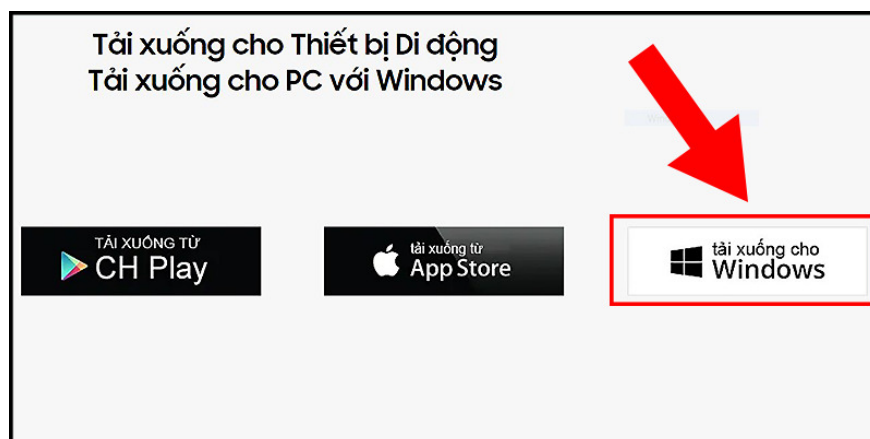 Tải xuống cho Thiết bị Di động
Tải xuống cho PC với Windows
TẢI XUỐNG TỪ
CH Play
tải xuống từ
App Store
tải xuống cho
Windows